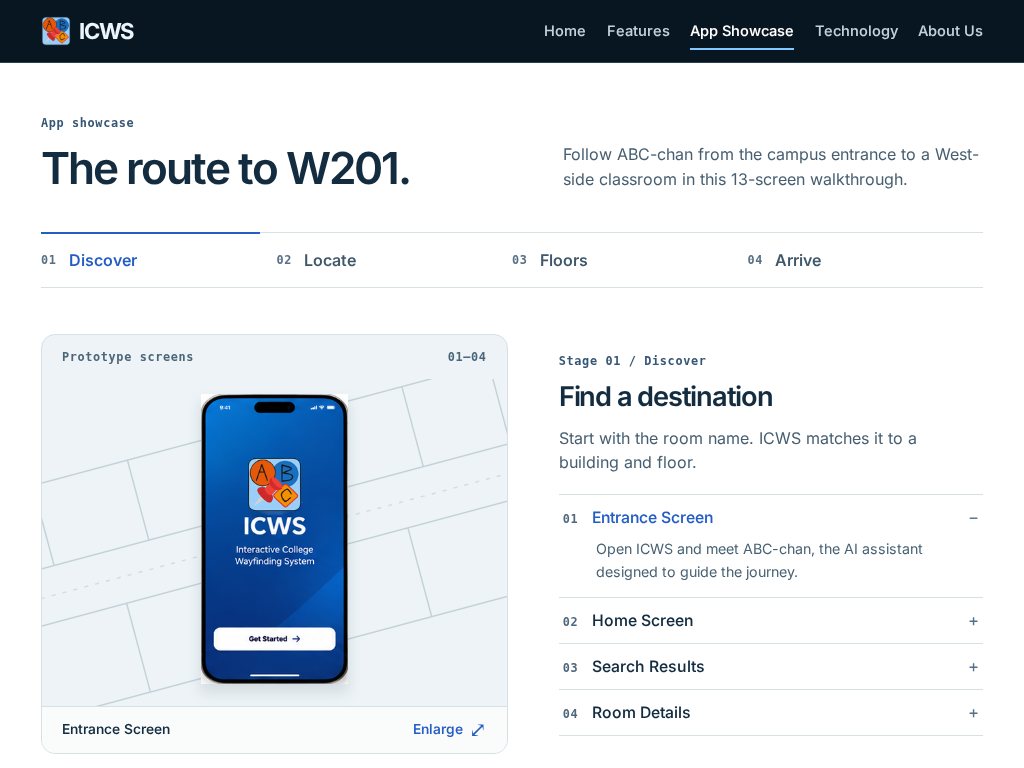 ABC ICWS
Home Features App Showcase Technology About Us
App showcase
The route to W201.
Follow ABC-chan from the campus entrance to a West-
side classroom in this 13-screen walkthrough.
01 Discover
02 Locate
03 Floors
04 Arrive
Prototype screens 01–04
9:41
ABC
ICWS
Interactive College
Wayfinding System
Get Started →
Entrance Screen
Enlarge
Stage 01 / Discover
Find a destination
Start with the room name. ICWS matches it to a
building and floor.
01 Entrance Screen −
Open ICWS and meet ABC-chan, the AI assistant
designed to guide the journey.
02 Home Screen +
03 Search Results +
04 Room Details +